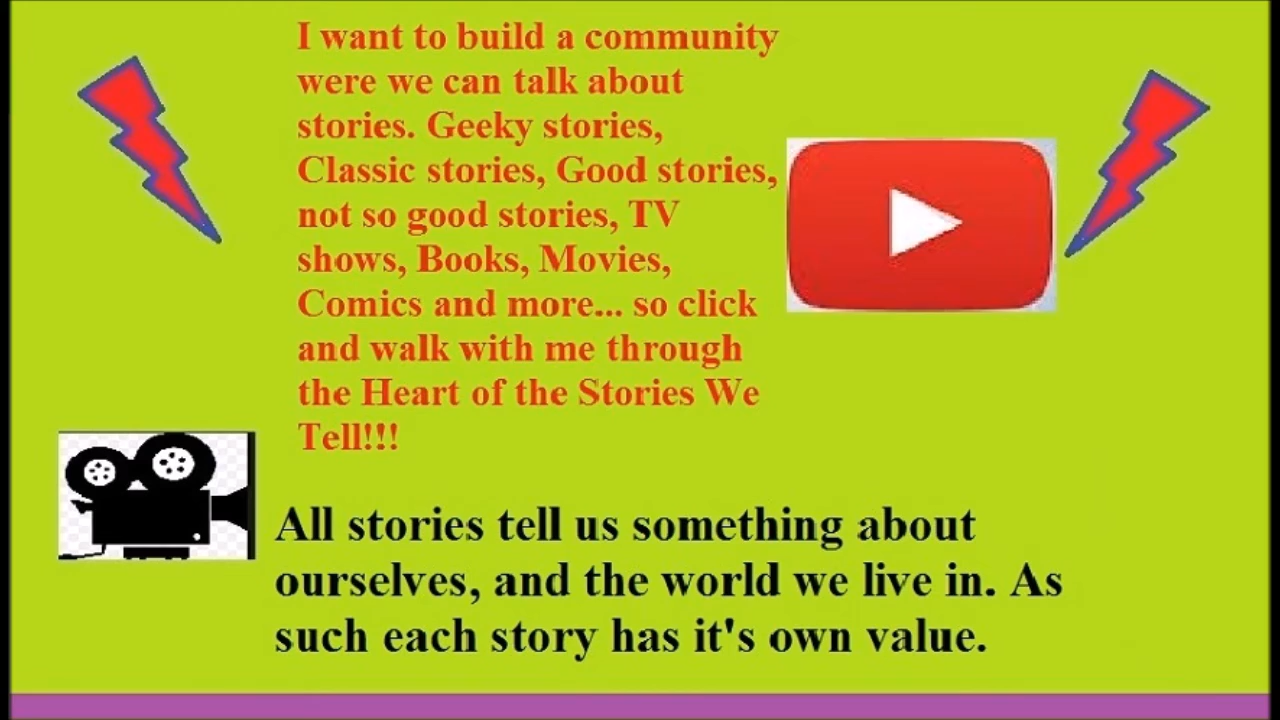 I want to build a community
were we can talk about
stories. Geeky stories,
Classic stories, Good stories,
not so good stories, TV
shows, Books, Movies,
Comics and more... so click
and walk with me through
the Heart of the Stories We
Tell!!!
All stories tell us something about
ourselves, and the world we live in. As
such each story has it's own value.